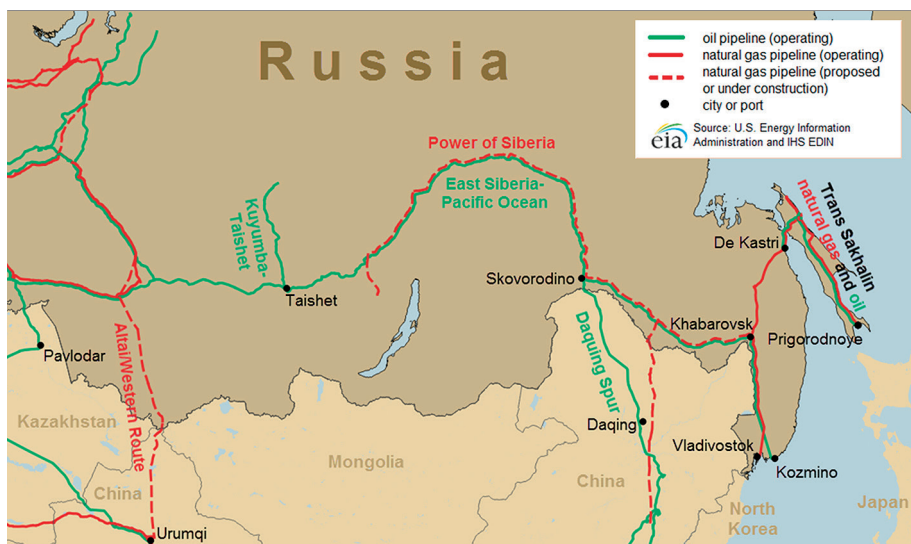 Russia
oil pipeline (operating)
natural gas pipeline (operating)
natural gas pipeline (proposed
or under construction)
city or port
eia
Source: U.S. Energy Information
Administration and IHS EDIN
Power of Siberia
East Siberia-
Pacific Ocean
Kuyumba-
Taishet
Taishet
Skovorodino
De Kastri
Trans Sakhalin
natural gas and oil
Khabarovsk
Prigorodnoye
Pavlodar
Altai/Western Route
Daquing Spur
Kazakhstan
Daqing
Vladivostok
Mongolia
Kozmino
China
China
North
Korea
Japan
Urumqi